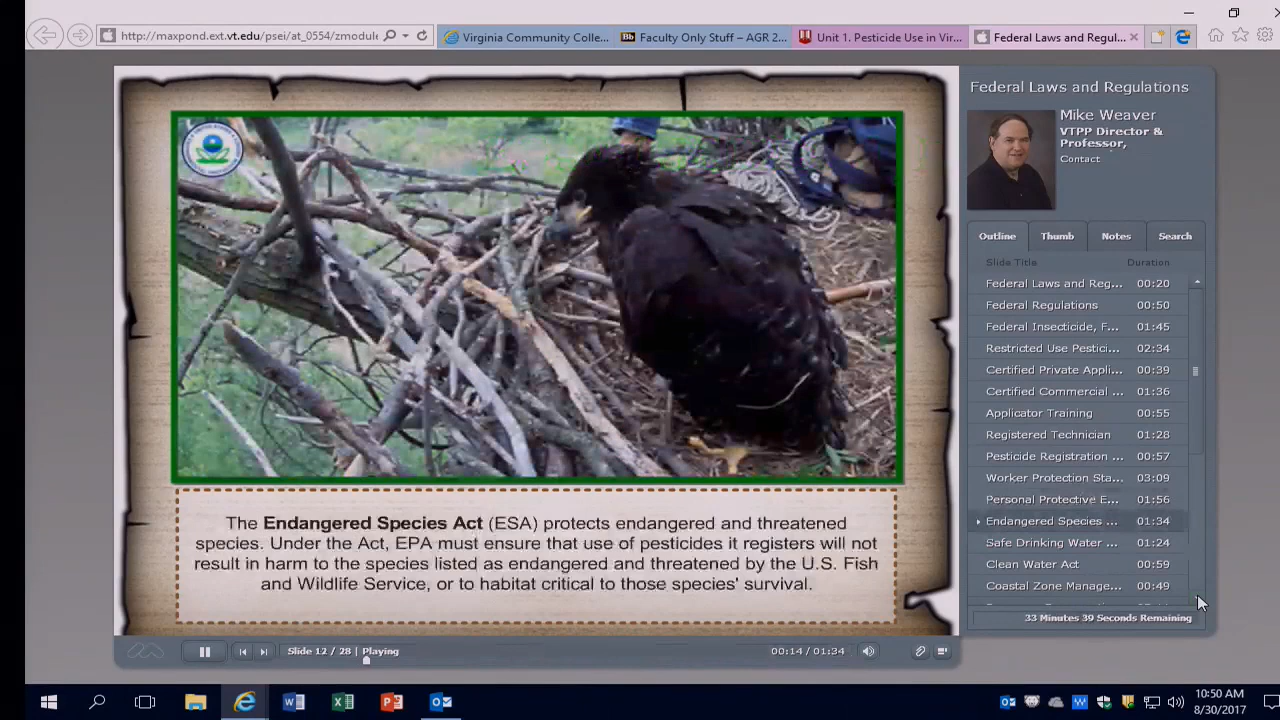 http://maxpond.ext.vt.edu/psei/at_0554/zmodule
Virginia Community Colle...
Bb
Faculty Only Stuff – AGR 2...
Unit 1. Pesticide Use in Vir...
Federal Laws and Regul...
Federal Laws and Regulations
Mike Weaver
VTPP Director &
Professor,
Contact
Outline
Thumb
Notes
Search
Slide Title
Duration
Federal Laws and Reg...
00:20
Federal Regulations
00:50
Federal Insecticide, F...
01:45
Restricted Use Pestici...
02:34
Certified Private Appli...
00:39
Certified Commercial ...
01:36
Applicator Training
00:55
Registered Technician
01:28
Pesticide Registration ...
00:57
Worker Protection Sta...
03:09
Personal Protective E...
01:56
Endangered Species ...
01:34
Safe Drinking Water ...
01:24
Clean Water Act
00:59
Coastal Zone Manage...
00:49
33 Minutes 39 Seconds Remaining
The Endangered Species Act (ESA) protects endangered and threatened
species. Under the Act, EPA must ensure that use of pesticides it registers will not
result in harm to the species listed as endangered and threatened by the U.S. Fish
and Wildlife Service, or to habitat critical to those species' survival.
Slide 12 / 28 | Playing
00:14 / 01:34
10:50 AM
8/30/2017